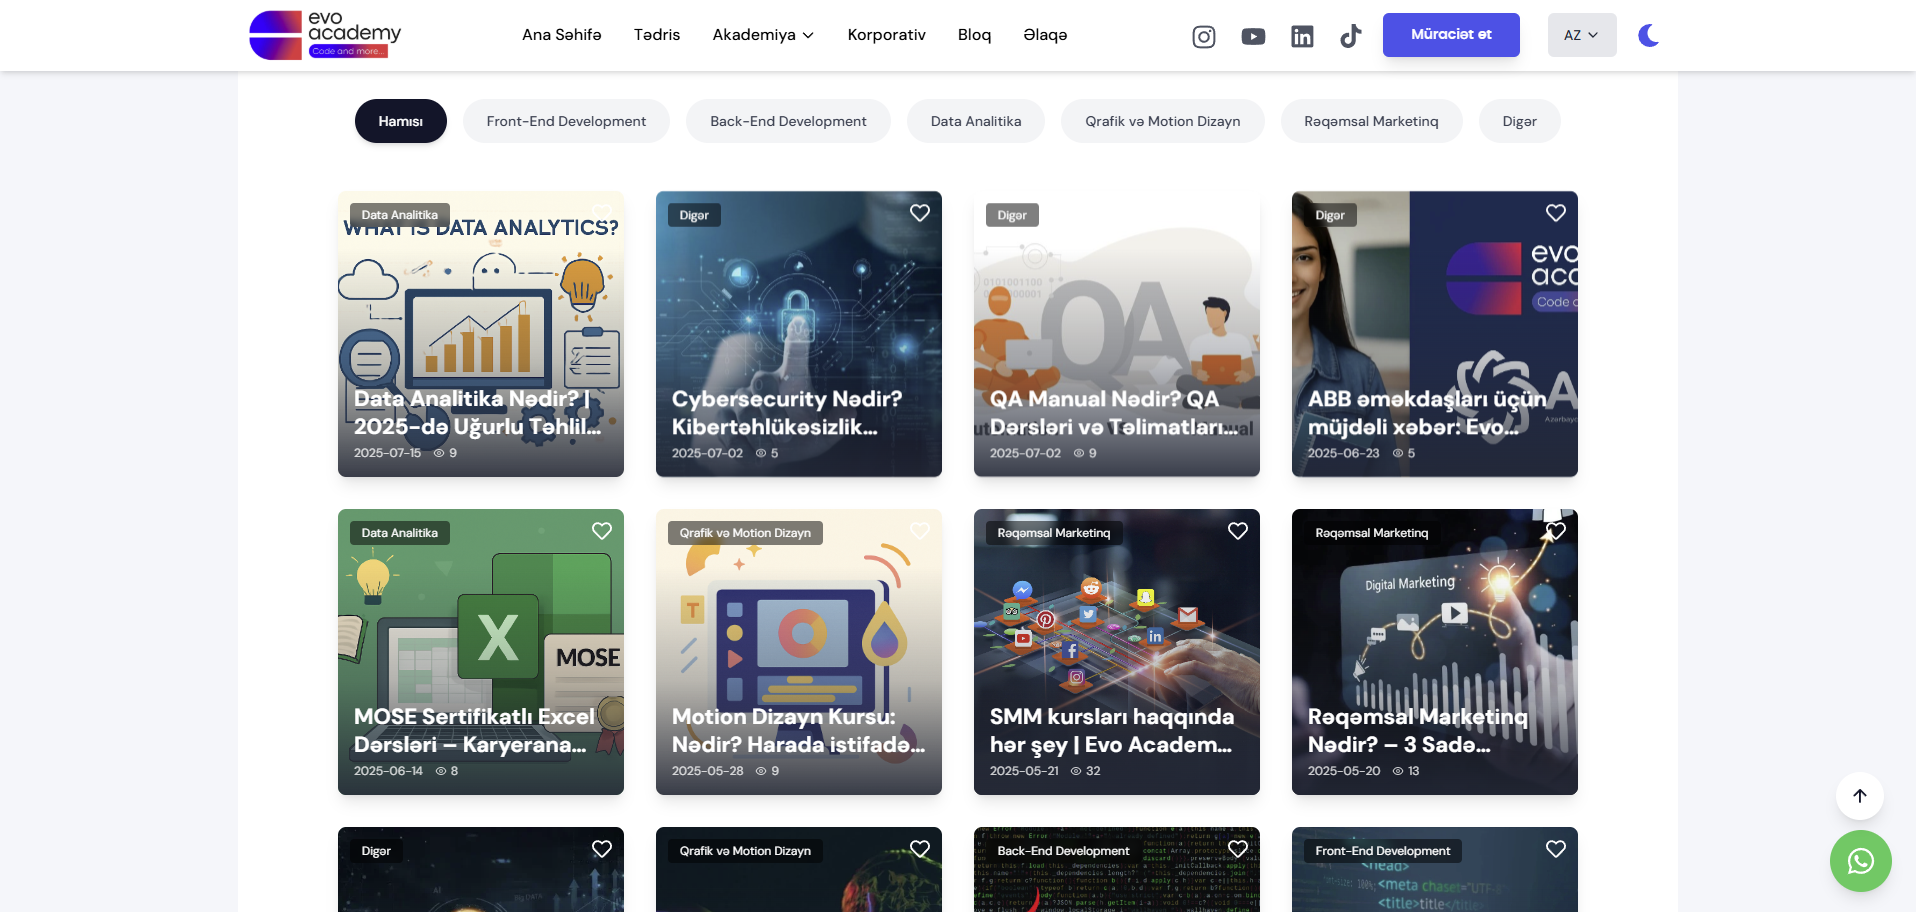 evo
academy
Code and more...
Ana Səhifə
Tədris
Akademiya
Korporativ
Bloq
Əlaqə
Müraciət et
AZ
Hamısı
Front-End Development
Back-End Development
Data Analitika
Qrafik və Motion Dizayn
Rəqəmsal Marketinq
Digər
Data Analitika
WHAT IS DATA ANALYTICS?
Data Analitika Nədir? |
2025-də Uğurlu Təhlil...
2025-07-15 9
Digər
Cybersecurity Nədir?
Kibertəhlükəsizlik...
2025-07-02 5
Digər
QA
QA Manual Nədir? QA
Dərsləri və Təlimatları...
2025-07-02 9
Digər
evo
Code
ABB əməkdaşları üçün
müjdəli xəbər: Evo...
2025-06-23 5
Data Analitika
X
MOSE
MOSE Sertifikatlı Excel
Dərsləri – Karyerana...
2025-06-14 8
Qrafik və Motion Dizayn
T
Motion Dizayn Kursu:
Nədir? Harada istifadə...
2025-05-28 9
Rəqəmsal Marketinq
SMM kursları haqqında
hər şey | Evo Academ...
2025-05-21 32
Rəqəmsal Marketinq
Digital Marketing
Rəqəmsal Marketinq
Nədir? – 3 Sadə...
2025-05-20 13
Digər
Qrafik və Motion Dizayn
Back-End Development
Front-End Development
<head>
<meta
<title>title</title>